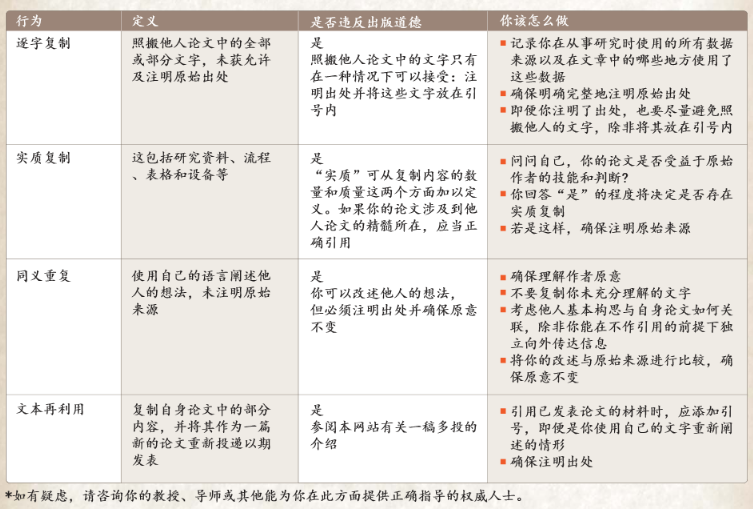 行为
定义
是否违反出版道德
你该怎么做
逐字复制
照搬他人论文中的全部
或部分文字，未获允许
及注明原始出处
是
照搬他人论文中的文字只有
在一种情况下可以接受：注
明出处并将这些文字放在引
号内
▪ 记录你在从事研究时使用的所有数据
来源以及在文章中的哪些地方使用了
这些数据
▪ 确保明确完整地注明原始出处
▪ 即便你注明了出处，也要尽量避免照
搬他人的文字，除非将其放在引号内
实质复制
这包括研究资料、流程
、表格和设备等
是
“实质”可从复制内容的数
量和质量这两个方面加以定
义。如果你的论文涉及到他
人论文的精髓所在，应当正
确引用
▪ 问问自己，你的论文是否受益于原始
作者的技能和判断？
▪ 你回答“是”的程度将决定是否存在
实质复制
▪ 若是这样，确保注明原始来源
同义重复
使用自己的语言阐述他
人的想法，未注明原始
来源
是
你可以改述他人的想法，
但必须注明出处并确保原意
不变
▪ 确保理解作者原意
▪ 不要复制你未充分理解的文字
▪ 考虑他人基本构思与自身论文如何关
联，除非你能在不作引用的前提下独
立向外传达信息
▪ 将你的改述与原始来源进行比较，确
保原意不变
文本再利用
复制自身论文中的部分
内容，并将其作为一篇
新的论文重新投递以期
发表
是
参阅本网站有关一稿多投的
介绍
▪ 引用已发表论文的材料时，应添加引
号，即便是你使用自己的文字重新阐
述的情形
▪ 确保注明出处
*如有疑虑，请咨询你的教授、导师或其他能为你在此方面提供正确指导的权威人士。